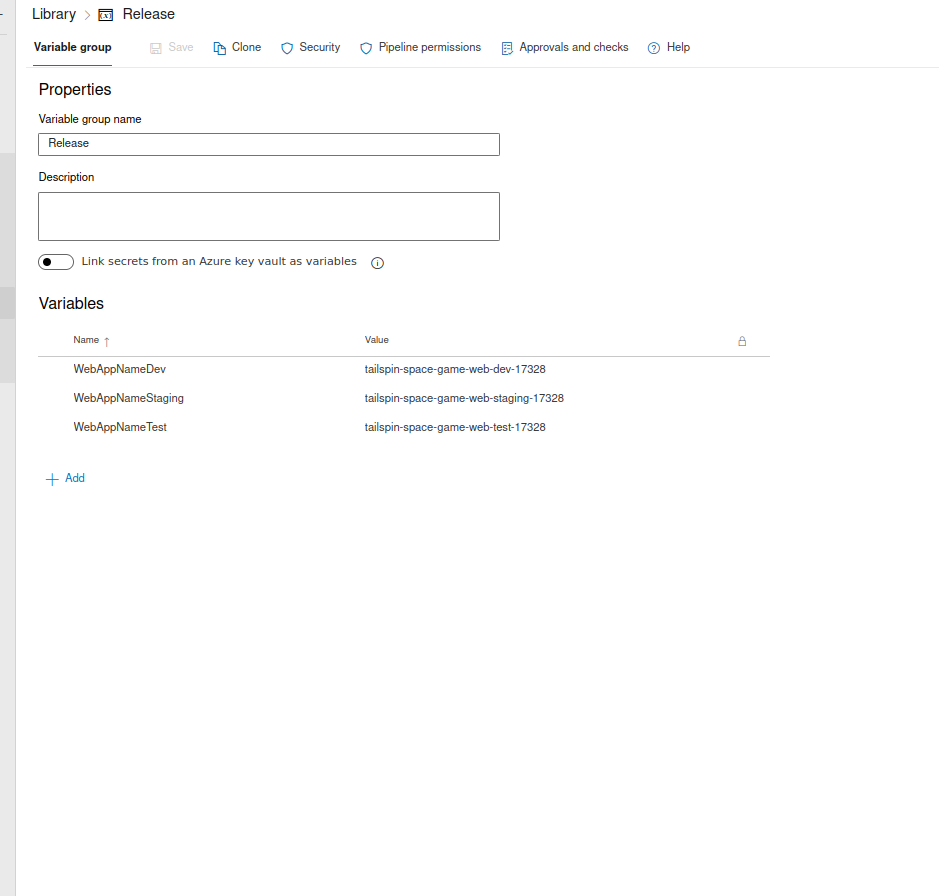 Library > Release
Variable group Save Clone Security Pipeline permissions Approvals and checks Help
Properties
Variable group name
Release
Description
Link secrets from an Azure key vault as variables
Variables
Name ↑ Value
WebAppNameDev tailspin-space-game-web-dev-17328
WebAppNameStaging tailspin-space-game-web-staging-17328
WebAppNameTest tailspin-space-game-web-test-17328
+ Add